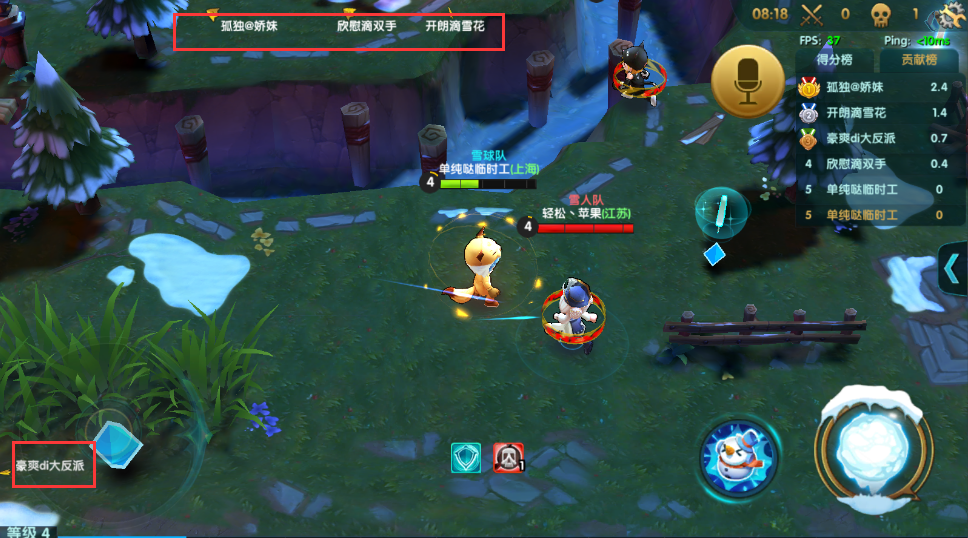 孤独@娇妹 欣慰滴双手 开朗滴雪花
08:18 0 1
FPS: 37 Ping: <10ms
得分榜 贡献榜
1 孤独@娇妹 2.4
2 开朗滴雪花 1.4
豪爽di大反派 0.7
4 欣慰滴双手 0.4
5 单纯哒临时工 0
5 单纯哒临时工 0
雪球队
单纯哒临时工(上海)
4
雪人队
轻松丶苹果(江苏)
4
豪爽di大反派
1
等级 4